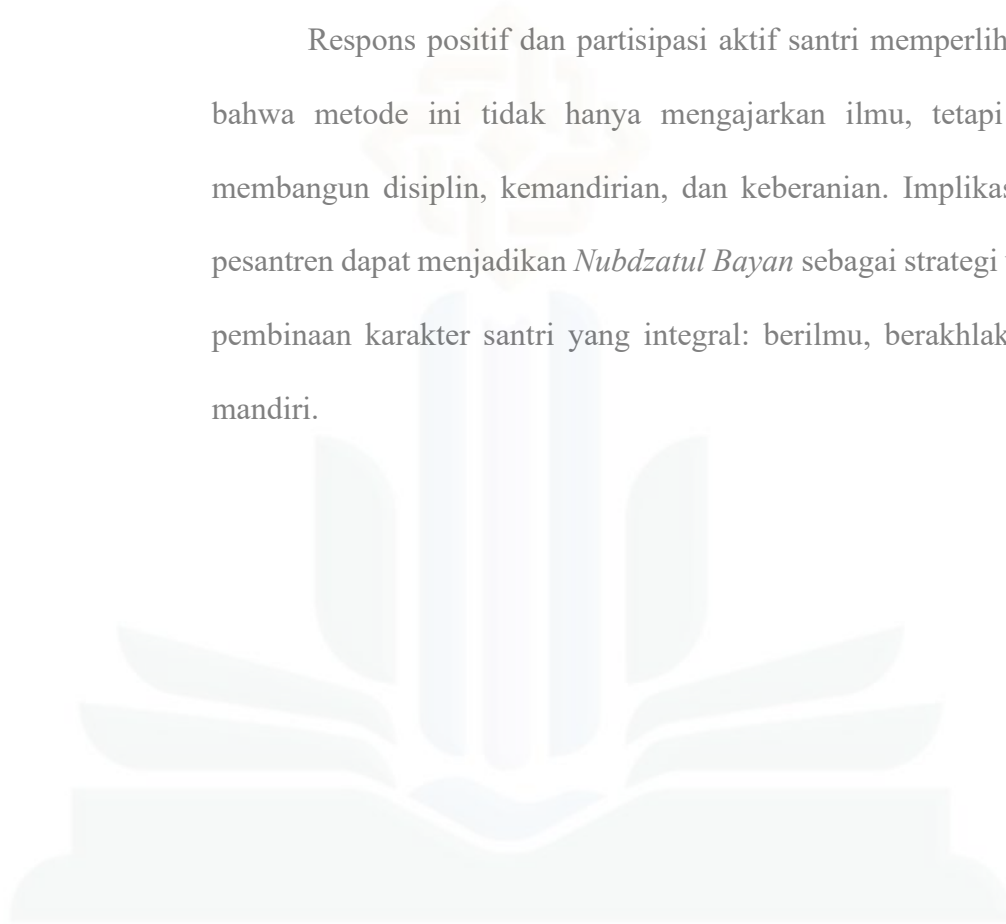 Respons positif dan partisipasi aktif santri memperlih
bahwa metode ini tidak hanya mengajarkan ilmu, tetapi
membangun disiplin, kemandirian, dan keberanian. Implikas
pesantren dapat menjadikan Nubdzatul Bayan sebagai strategi
pembinaan karakter santri yang integral: berilmu, berakhlak
mandiri.